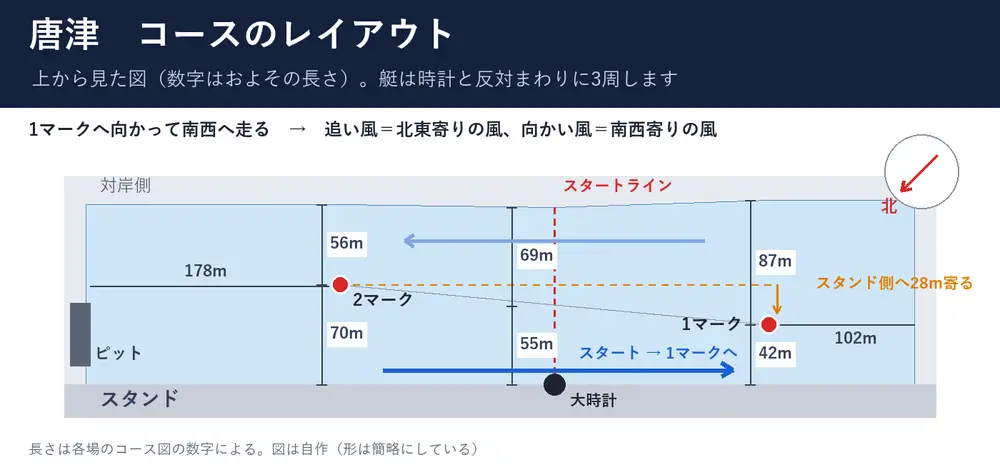 唐津　コースのレイアウト
上から見た図（数字はおよその長さ）。艇は時計と反対まわりに3周します
1マークへ向かって南西へ走る　→　追い風＝北東寄りの風、向かい風＝南西寄りの風
対岸側
スタートライン
北
56m
69m
87m
178m
スタンド側へ28m寄る
2マーク
1マーク
70m
55m
42m
102m
スタート → 1マークへ
ピット
スタンド
大時計
長さは各場のコース図の数字による。図は自作（形は簡略にしている）